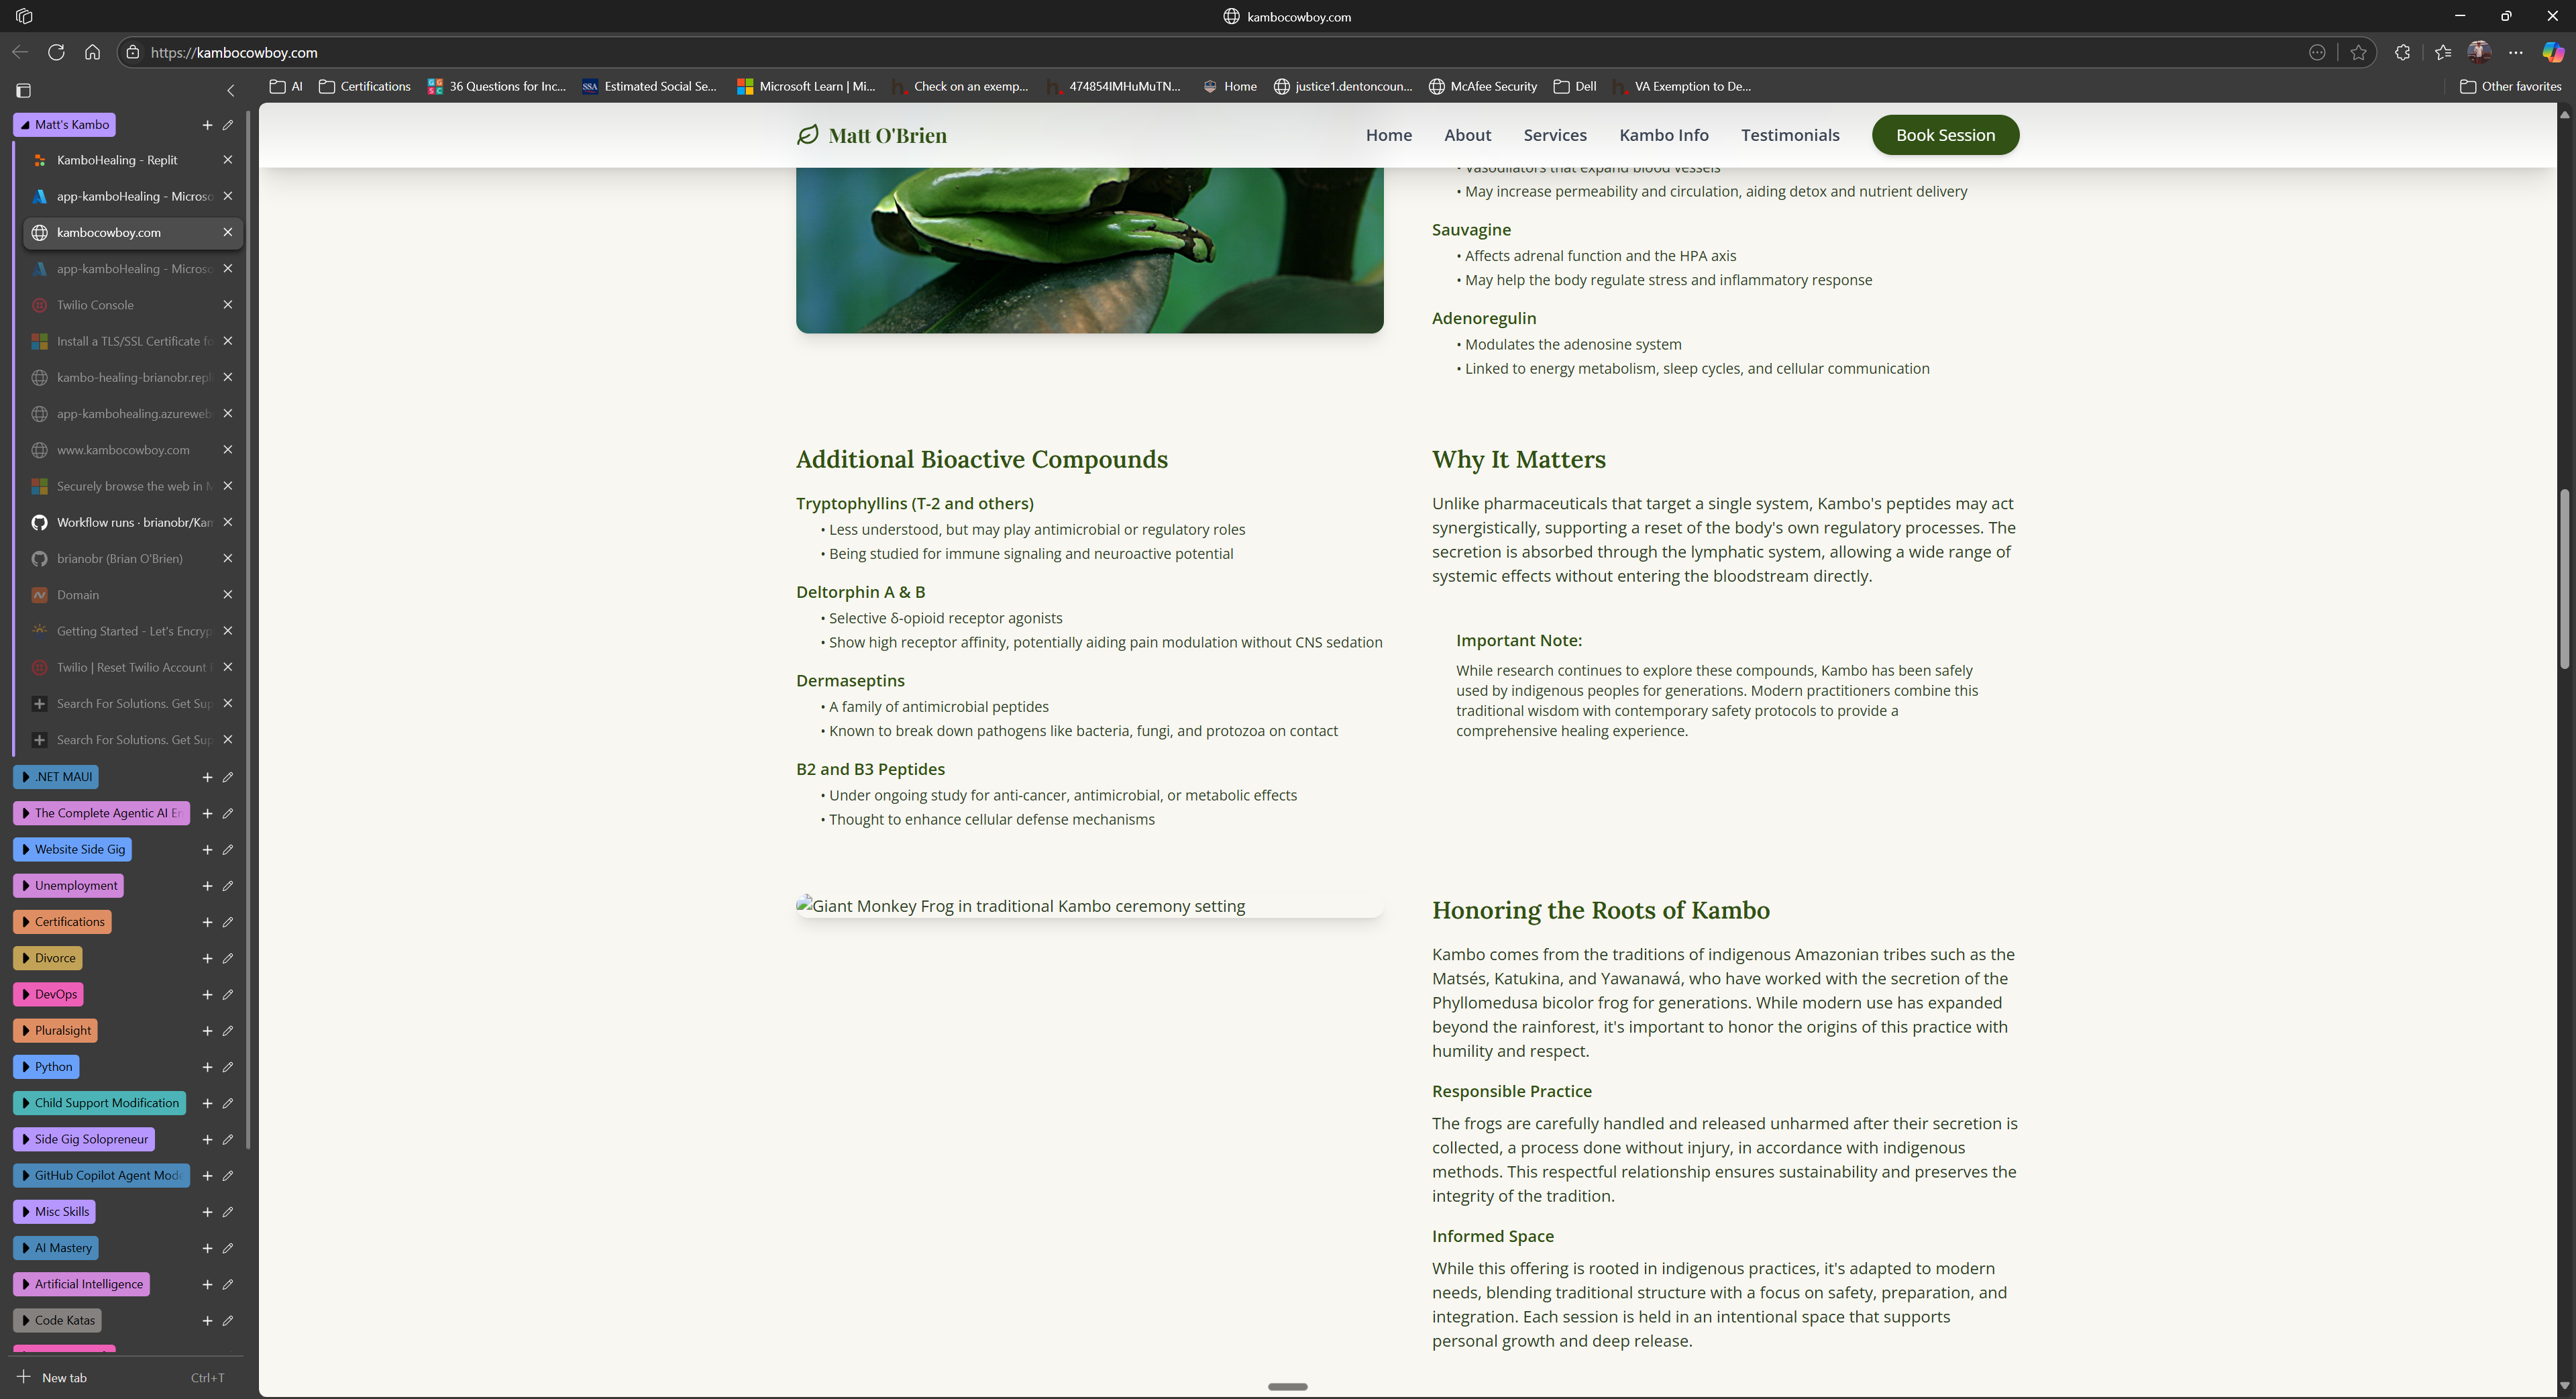 kambocowboy.com
https://kambocowboy.com
AI
Certifications
36 Questions for Inc...
Estimated Social Se...
Microsoft Learn | Mi...
Check on an exemp...
474854IMHuMuTN...
Home
justice1.dentoncoun...
McAfee Security
Dell
VA Exemption to De...
Other favorites
Matt's Kambo
KamboHealing - Replit
app-kamboHealing - Microso
kambocowboy.com
app-kamboHealing - Microso
Twilio Console
Install a TLS/SSL Certificate fo
kambo-healing-brianobr.repl
app-kambohealing.azureweb
www.kambocowboy.com
Securely browse the web in M
Workflow runs · brianobr/Kam
brianobr (Brian O'Brien)
Domain
Getting Started - Let's Encryp
Twilio | Reset Twilio Account
Search For Solutions. Get Sup
Search For Solutions. Get Sup
.NET MAUI
The Complete Agentic AI En
Website Side Gig
Unemployment
Certifications
Divorce
DevOps
Pluralsight
Python
Child Support Modification
Side Gig Solopreneur
GitHub Copilot Agent Mode
Misc Skills
AI Mastery
Artificial Intelligence
Code Katas
New tab
Ctrl+T
Matt O'Brien
Home
About
Services
Kambo Info
Testimonials
Book Session
• Vasodilators that expand blood vessels
• May increase permeability and circulation, aiding detox and nutrient delivery
Sauvagine
• Affects adrenal function and the HPA axis
• May help the body regulate stress and inflammatory response
Adenoregulin
• Modulates the adenosine system
• Linked to energy metabolism, sleep cycles, and cellular communication
Additional Bioactive Compounds
Tryptophyllins (T-2 and others)
• Less understood, but may play antimicrobial or regulatory roles
• Being studied for immune signaling and neuroactive potential
Deltorphin A & B
• Selective δ-opioid receptor agonists
• Show high receptor affinity, potentially aiding pain modulation without CNS sedation
Dermaseptins
• A family of antimicrobial peptides
• Known to break down pathogens like bacteria, fungi, and protozoa on contact
B2 and B3 Peptides
• Under ongoing study for anti-cancer, antimicrobial, or metabolic effects
• Thought to enhance cellular defense mechanisms
Why It Matters
Unlike pharmaceuticals that target a single system, Kambo's peptides may act
synergistically, supporting a reset of the body's own regulatory processes. The
secretion is absorbed through the lymphatic system, allowing a wide range of
systemic effects without entering the bloodstream directly.
Important Note:
While research continues to explore these compounds, Kambo has been safely
used by indigenous peoples for generations. Modern practitioners combine this
traditional wisdom with contemporary safety protocols to provide a
comprehensive healing experience.
Giant Monkey Frog in traditional Kambo ceremony setting
Honoring the Roots of Kambo
Kambo comes from the traditions of indigenous Amazonian tribes such as the
Matsés, Katukina, and Yawanawá, who have worked with the secretion of the
Phyllomedusa bicolor frog for generations. While modern use has expanded
beyond the rainforest, it's important to honor the origins of this practice with
humility and respect.
Responsible Practice
The frogs are carefully handled and released unharmed after their secretion is
collected, a process done without injury, in accordance with indigenous
methods. This respectful relationship ensures sustainability and preserves the
integrity of the tradition.
Informed Space
While this offering is rooted in indigenous practices, it's adapted to modern
needs, blending traditional structure with a focus on safety, preparation, and
integration. Each session is held in an intentional space that supports
personal growth and deep release.